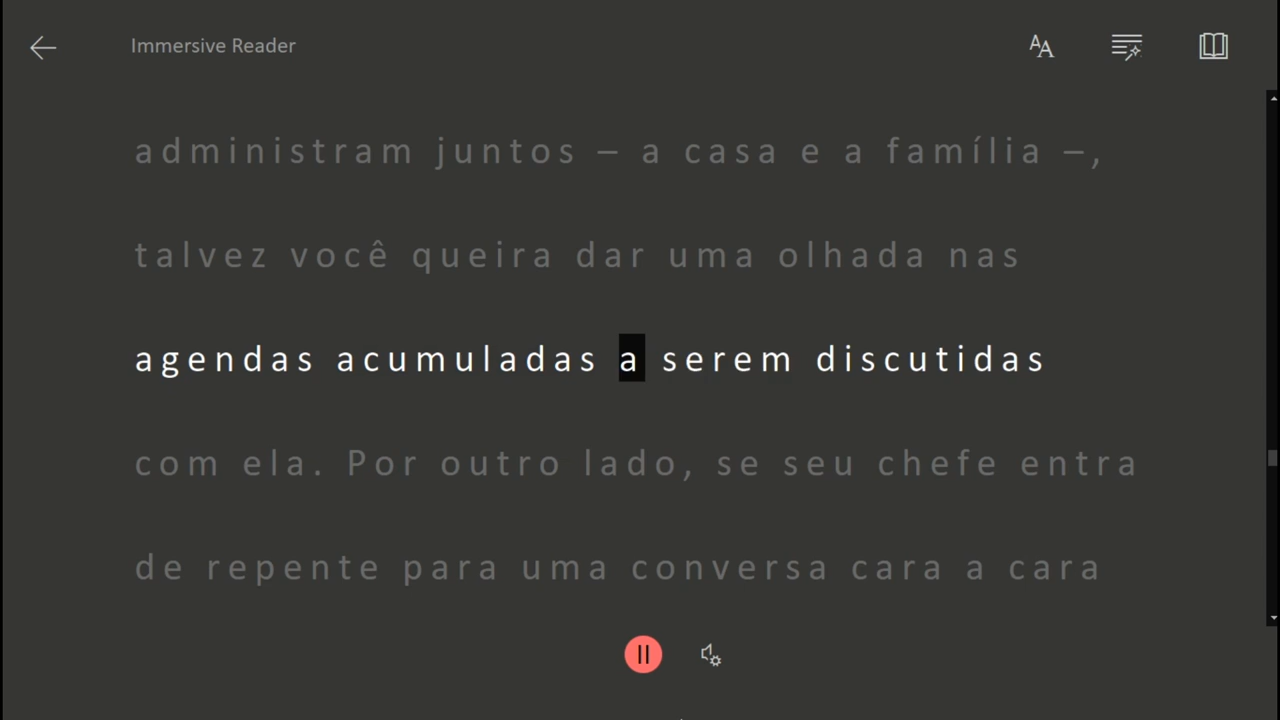 Immersive Reader
administram juntos – a casa e a família –,
talvez você queira dar uma olhada nas
agendas acumuladas a serem discutidas
com ela. Por outro lado, se seu chefe entra
de repente para uma conversa cara a cara